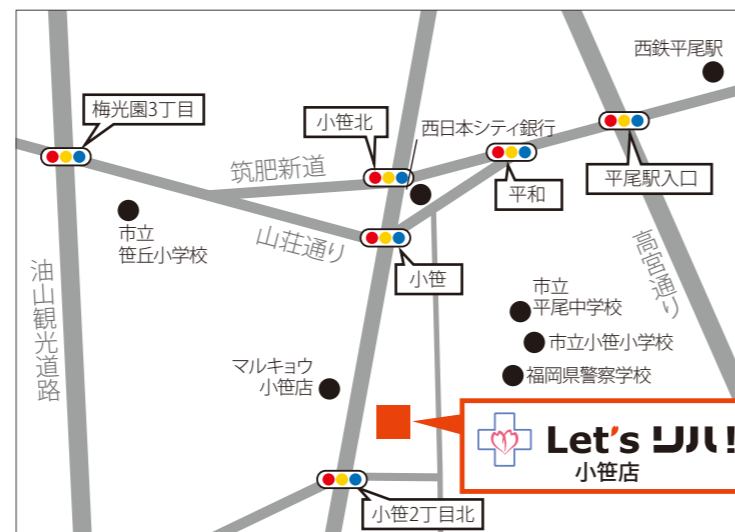 西鉄平尾駅
梅光園3丁目
小笹北
西日本シティ銀行
筑肥新道
平和
平尾駅入口
市立
笹丘小学校
山荘通り
小笹
高宮通り
油山観光道路
市立
平尾中学校
市立小笹小学校
マルキョウ
小笹店
福岡県警察学校
Let's リハ!
小笹店
小笹2丁目北